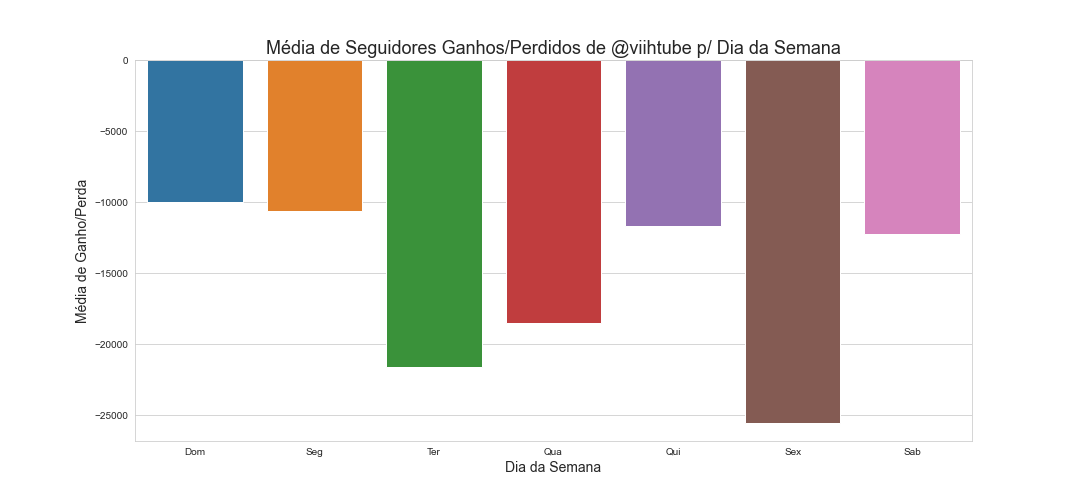 Média de Seguidores Ganhos/Perdidos de @viihtube p/ Dia da Semana
Média de Ganho/Perda
0
−5000
−10000
−15000
−20000
−25000
Dom Seg Ter Qua Qui Sex Sab
Dia da Semana